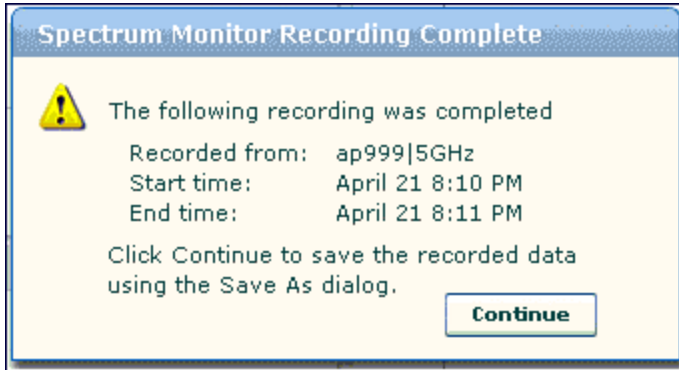 Spectrum Monitor Recording Complete
The following recording was completed
Recorded from: ap999|5GHz
Start time: April 21 8:10 PM
End time: April 21 8:11 PM
Click Continue to save the recorded data
using the Save As dialog.
Continue